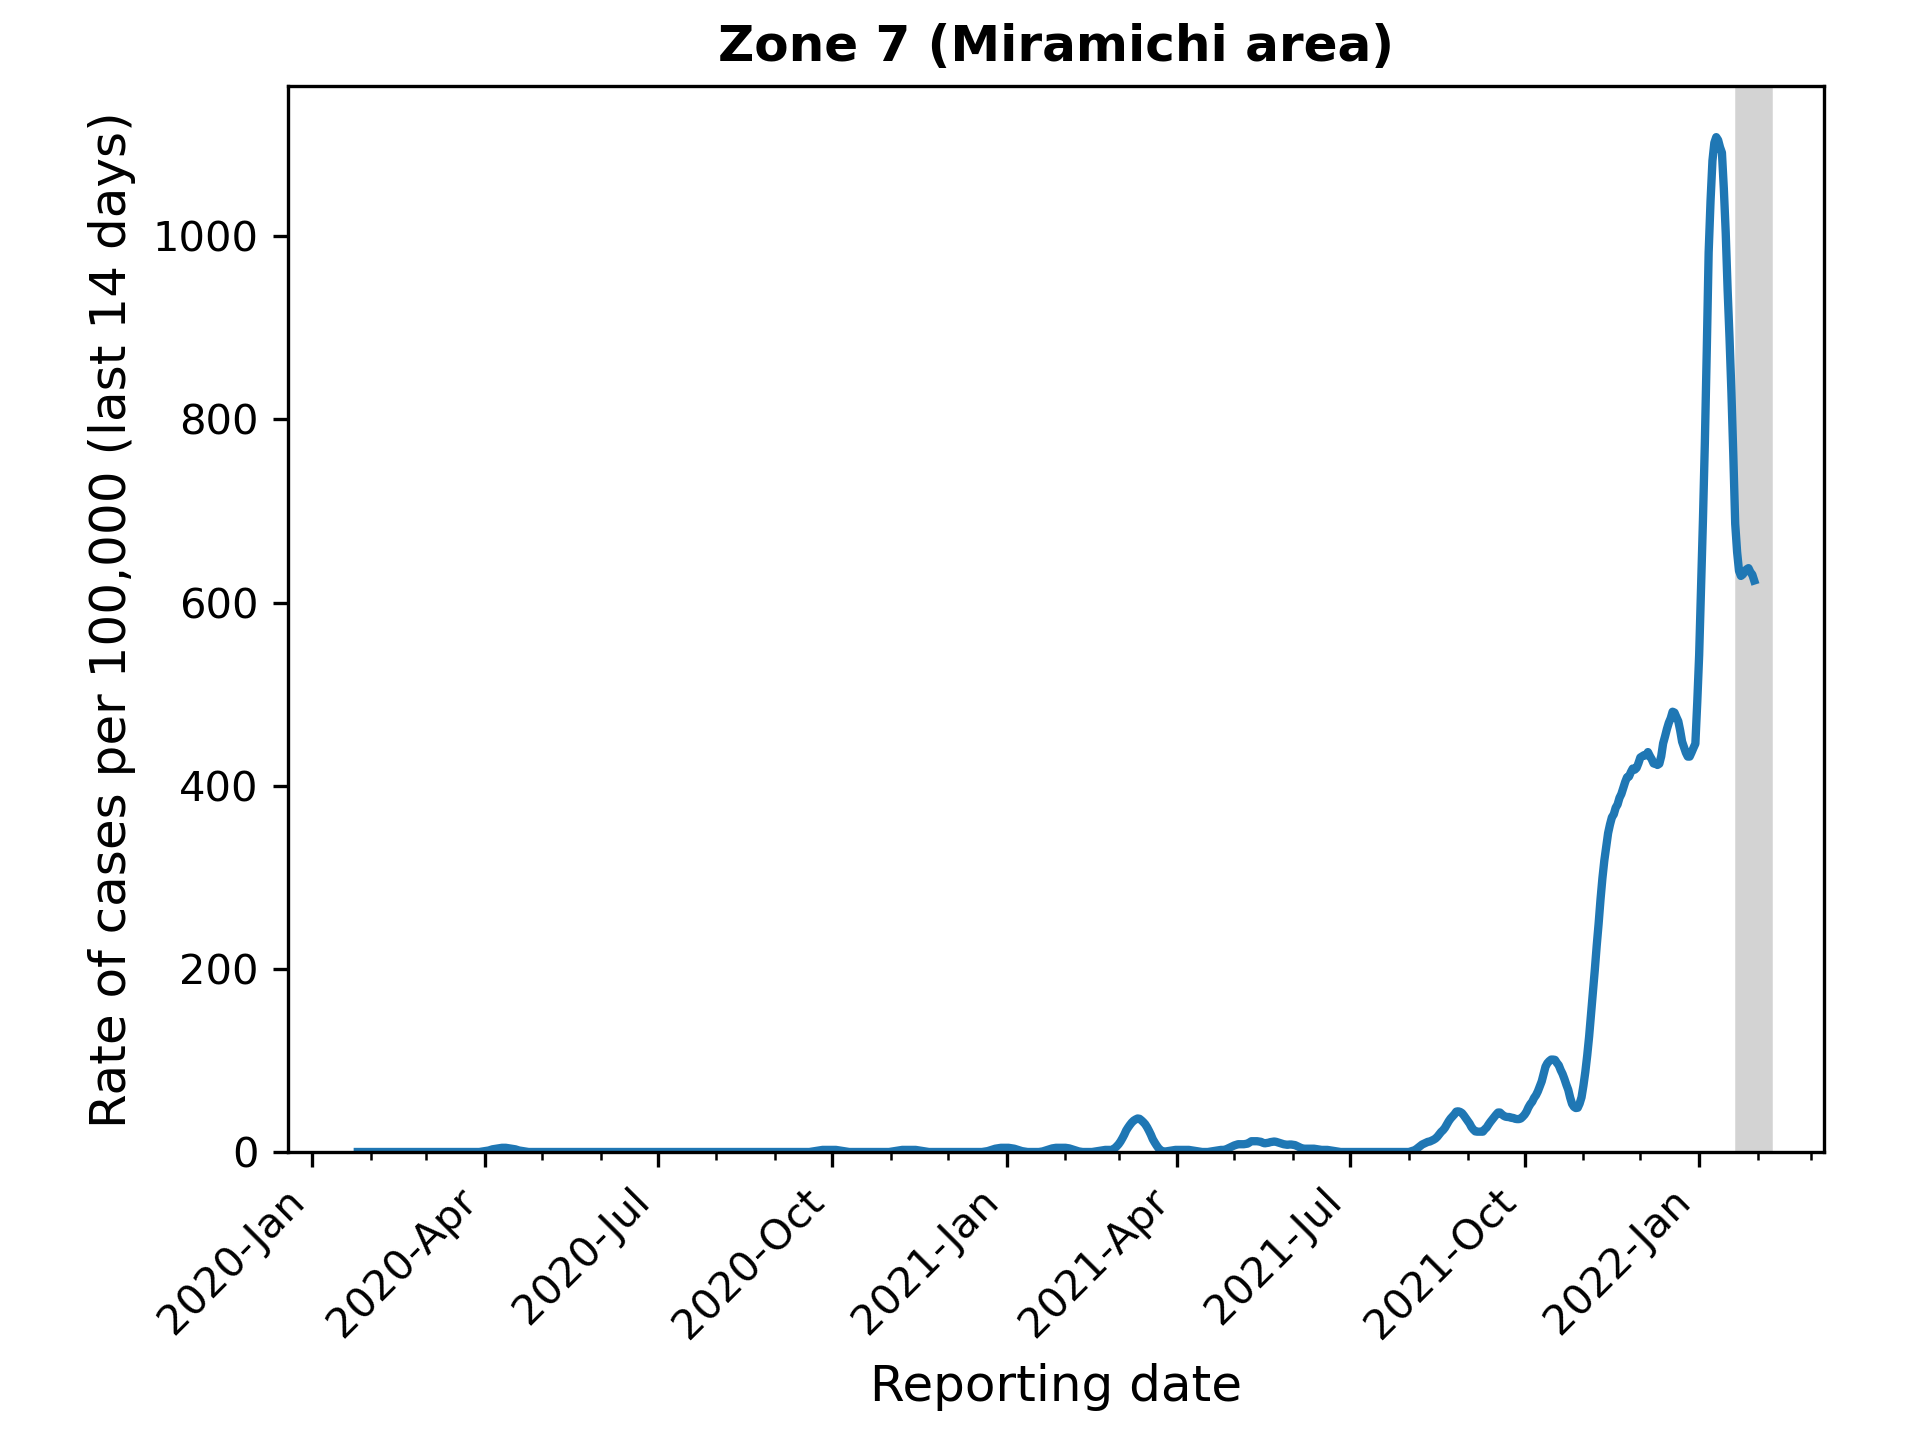 Zone 7 (Miramichi area)
Rate of cases per 100,000 (last 14 days)
1000
800
600
400
200
0
2020-Jan
2020-Apr
2020-Jul
2020-Oct
2021-Jan
2021-Apr
2021-Jul
2021-Oct
2022-Jan
Reporting date